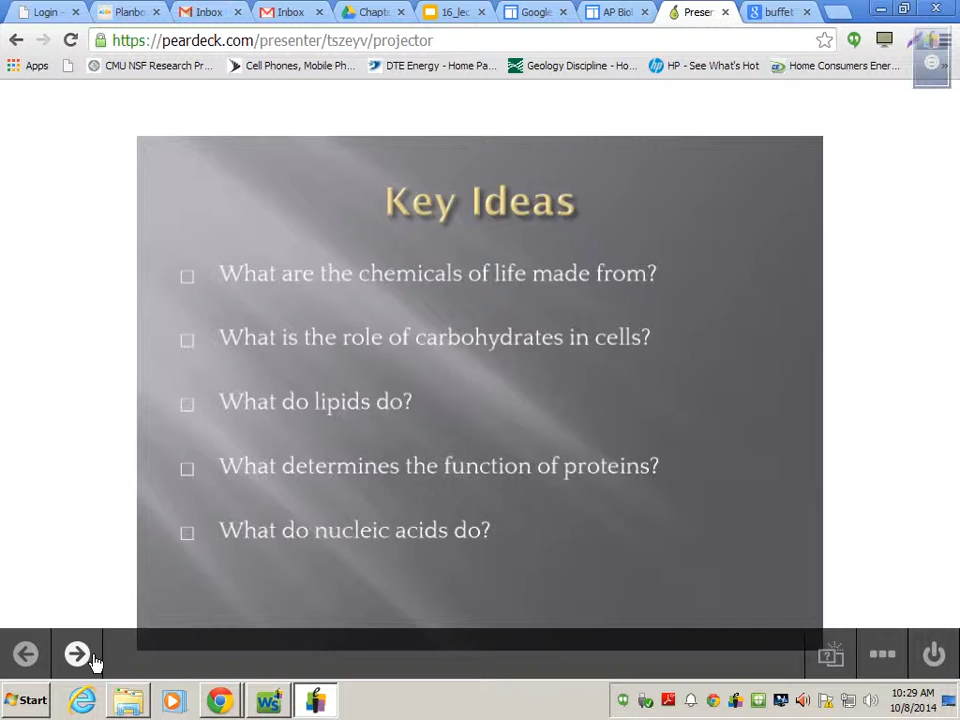 Login -
Planbo
Inbox
Inbox
Chapte
16_lec
Google
AP Biol
Preser
buffet
https://peardeck.com/presenter/tszeyv/projector
Apps
CMU NSF Research Pr...
Cell Phones, Mobile Ph...
DTE Energy - Home Pa...
Geology Discipline - Ho...
HP - See What's Hot
Home Consumers Ener...
»
Key Ideas
What are the chemicals of life made from?
What is the role of carbohydrates in cells?
What do lipids do?
What determines the function of proteins?
What do nucleic acids do?
Start
10:29 AM
10/8/2014